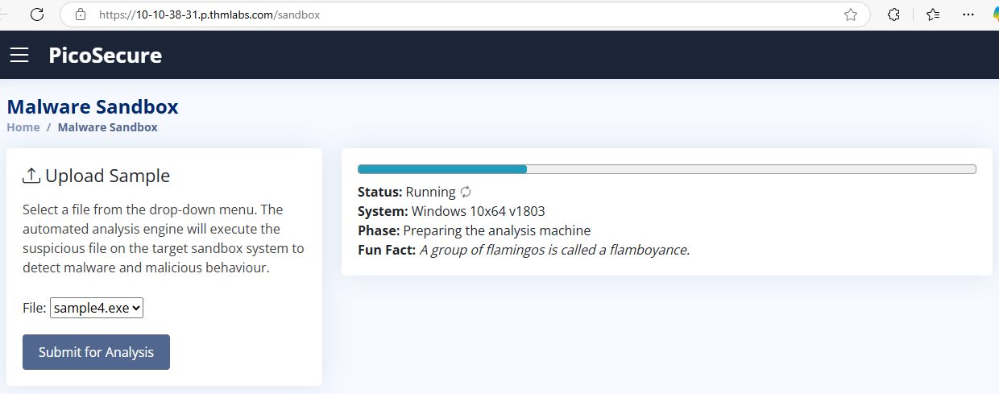 https://10-10-38-31.p.thmlabs.com/sandbox
PicoSecure
Malware Sandbox
Home / Malware Sandbox
Upload Sample
Select a file from the drop-down menu. The
automated analysis engine will execute the
suspicious file on the target sandbox system to
detect malware and malicious behaviour.
File: sample4.exe
Submit for Analysis
Status: Running
System: Windows 10x64 v1803
Phase: Preparing the analysis machine
Fun Fact: A group of flamingos is called a flamboyance.